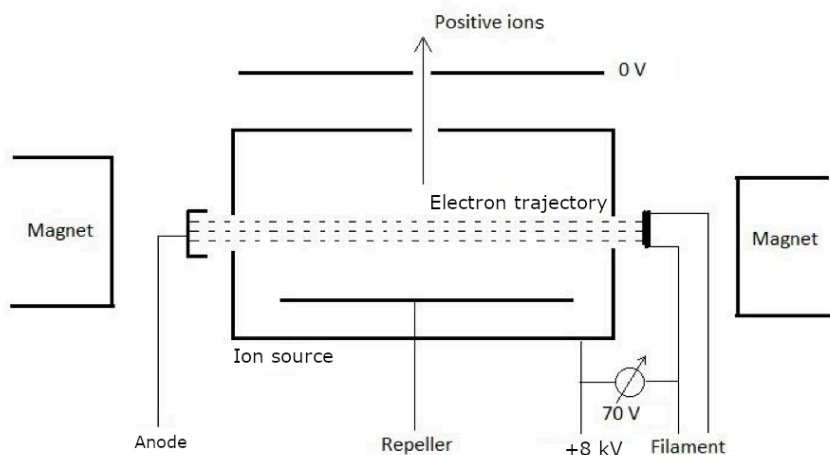 Positive ions
0 V
Electron trajectory
Magnet
Magnet
Ion source
70 V
Anode
Repeller
+8 kV
Filament